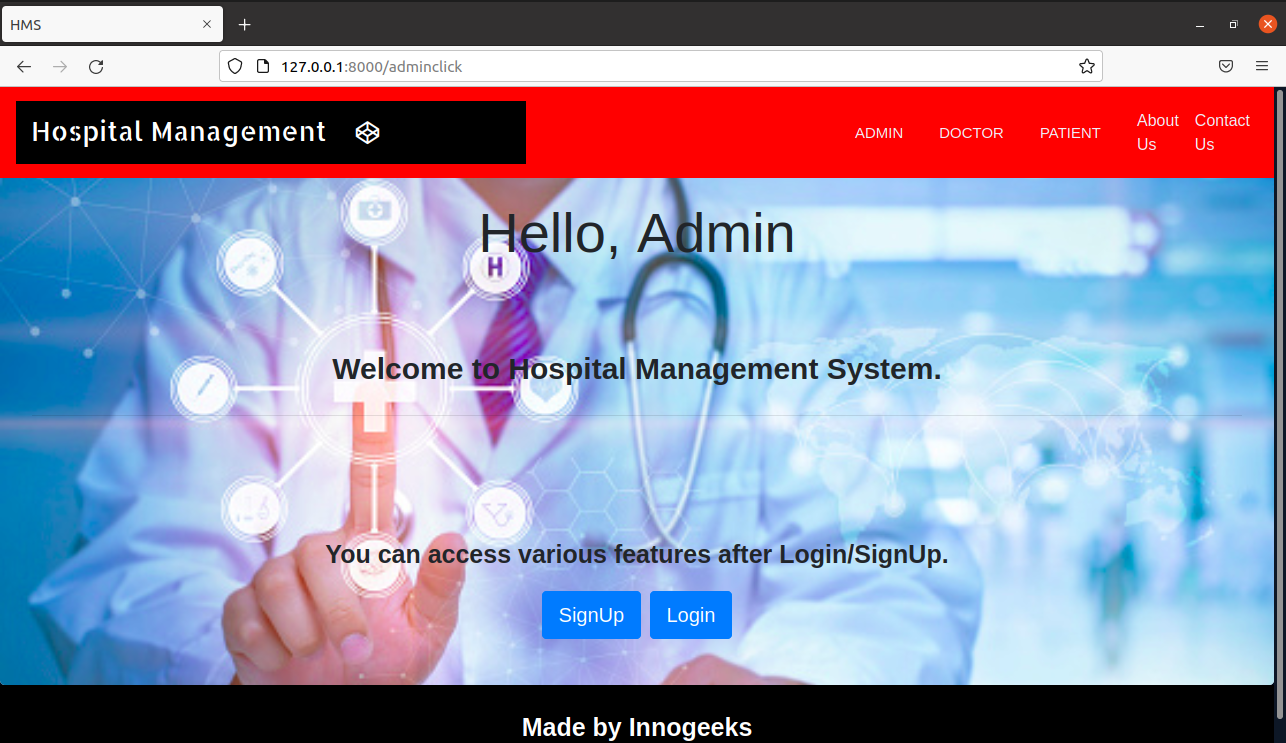 HMS
127.0.0.1:8000/adminclick
Hospital Management
ADMIN
DOCTOR
PATIENT
About
Us
Contact
Us
Hello, Admin
H
Welcome to Hospital Management System.
You can access various features after Login/SignUp.
SignUp
Login
Made by Innogeeks